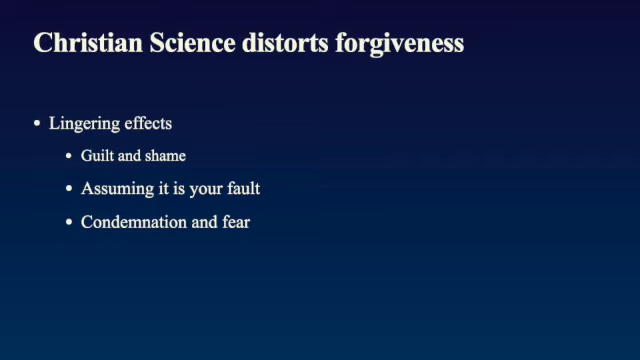 Christian Science distorts forgiveness
• Lingering effects
• Guilt and shame
• Assuming it is your fault
• Condemnation and fear